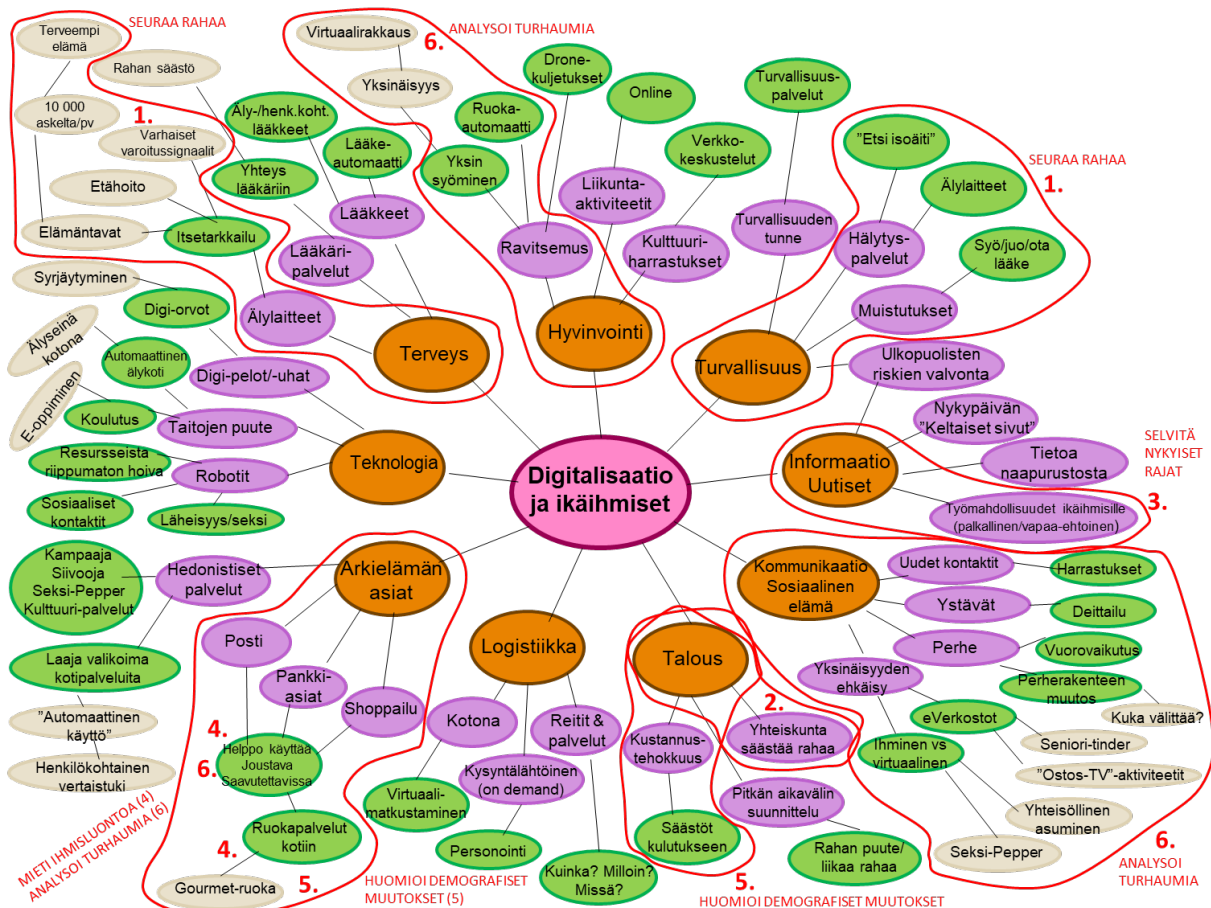 SEURAA RAHAA
Terveempi
elämä
Rahan säästö
10 000
askelta/pv
1.
Varhaiset
varoitussignaalit
Etähoito
Elämäntavat
Itsetarkkailu
Yhteys
lääkäriin
Äly-/henk.koht.
lääkkeet
Lääke-
automaatti
Lääkkeet
Lääkäri-
palvelut
Älylaitteet
Terveys
Virtuaalirakkaus
6.
ANALYSOI TURHAUMIA
Yksinäisyys
Ruoka-
automaatti
Yksin
syöminen
Drone-
kuljetukset
Online
Verkko-
keskustelut
Liikunta-
aktiviteetit
Ravitsemus
Kulttuuri-
harrastukset
Hyvinvointi
Turvallisuus-
palvelut
"Etsi isoäiti"
SEURAA RAHAA
1.
Älylaitteet
Turvallisuuden
tunne
Hälytys-
palvelut
Syö/juo/ota
lääke
Muistutukset
Turvallisuus
Ulkopuolisten
riskien valvonta
Nykypäivän
"Keltaiset sivut"
Tietoa
naapurustosta
SELVITÄ
NYKYISET
RAJAT
3.
Informaatio
Uutiset
Työmahdollisuudet ikäihmisille
(palkallinen/vapaa-ehtoinen)
Syrjäytyminen
Digi-orvot
Älyseinä
kotona
Automaattinen
älykoti
Digi-pelot/-uhat
E-oppiminen
Koulutus
Taitojen puute
Resursseista
riippumaton hoiva
Robotit
Teknologia
Sosiaaliset
kontaktit
Läheisyys/seksi
Digitalisaatio
ja ikäihmiset
Kampaaja
Siivooja
Seksi-Pepper
Kulttuuri-palvelut
Hedonistiset
palvelut
Arkielämän
asiat
Laaja valikoima
kotipalveluita
"Automaattinen
käyttö"
Henkilökohtainen
vertaistuki
Posti
Pankki-
asiat
Shoppailu
4.
6.
Helppo käyttää
Joustava
Saavutettavissa
4.
Ruokapalvelut
kotiin
Gourmet-ruoka
5.
MIETI IHMISLUONTOA (4)
ANALYSOI TURHAUMIA (6)
HUOMIOI DEMOGRAFISET
MUUTOKSET (5)
Logistiikka
Kotona
Reitit &
palvelut
Kysyntälähtöinen
(on demand)
Virtuaali-
matkustaminen
Personointi
Kuinka? Milloin?
Missä?
Talous
2.
Kustannus-
tehokkuus
Yhteiskunta
säästää rahaa
Pitkän aikavälin
suunnittelu
Säästöt
kulutukseen
Rahan puute/
liikaa rahaa
5.
HUOMIOI DEMOGRAFISET MUUTOKSET
Kommunikaatio
Sosiaalinen
elämä
Uudet kontaktit
Harrastukset
Ystävät
Deittailu
Perhe
Vuorovaikutus
Yksinäisyyden
ehkäisy
Perherakenteen
muutos
Kuka välittää?
eVerkostot
Seniori-tinder
Ihminen vs
virtuaalinen
"Ostos-TV"-aktiviteetit
Yhteisöllinen
asuminen
Seksi-Pepper
6.
ANALYSOI
TURHAUMIA